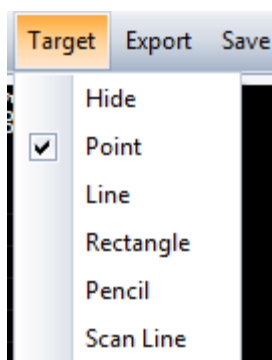 Target Export Save
Hide
Point
Line
Rectangle
Pencil
Scan Line